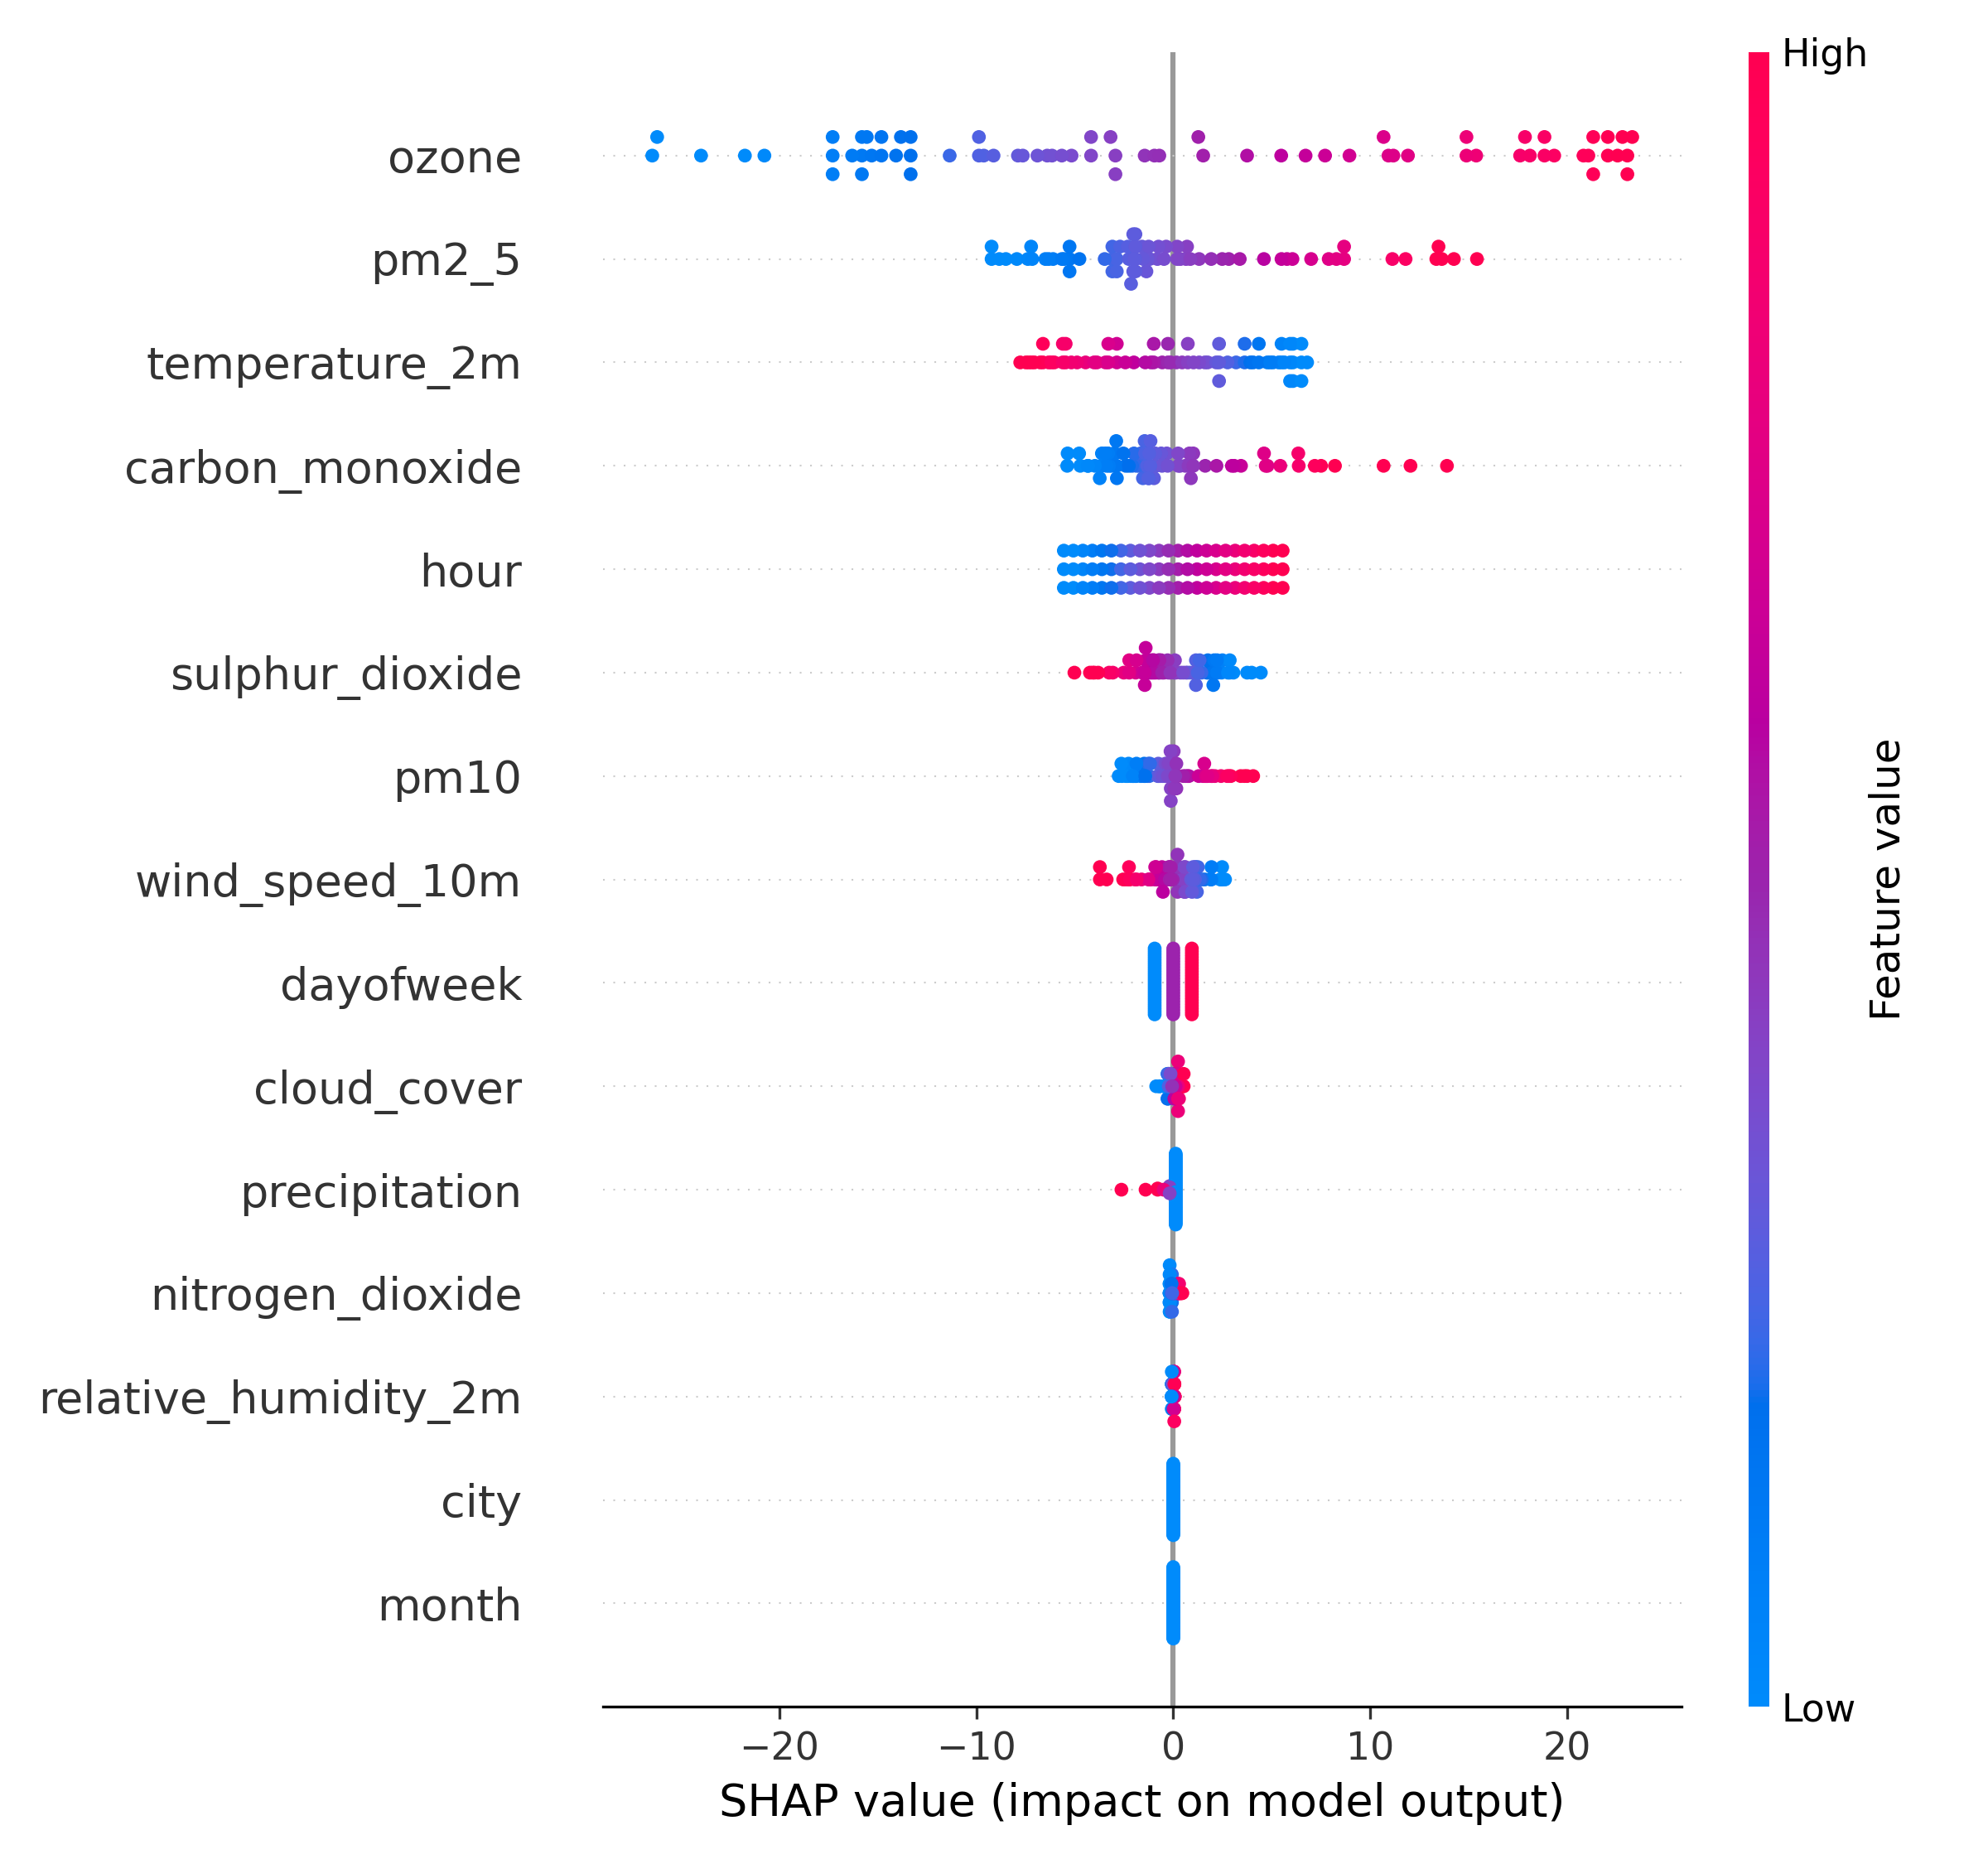 High
ozone
pm2_5
temperature_2m
carbon_monoxide
hour
sulphur_dioxide
pm10
wind_speed_10m
dayofweek
cloud_cover
precipitation
nitrogen_dioxide
relative_humidity_2m
city
month
Feature value
Low
−20 −10 0 10 20
SHAP value (impact on model output)